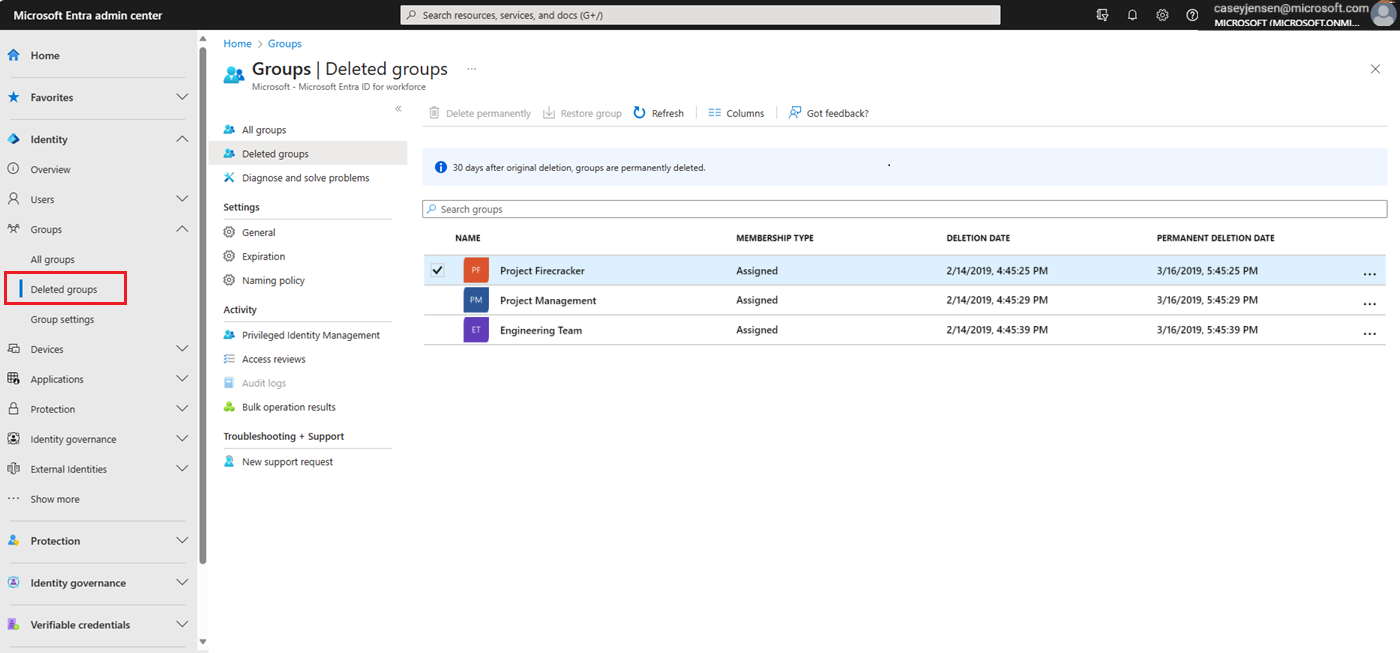 Microsoft Entra admin center
Search resources, services, and docs (G+/)
caseyjensen@microsoft.com
MICROSOFT (MICROSOFT.ONMI...
Home
Favorites
Identity
Overview
Users
Groups
All groups
Deleted groups
Group settings
Devices
Applications
Protection
Identity governance
External Identities
Show more
Protection
Identity governance
Verifiable credentials
Home > Groups
Groups | Deleted groups ...
Microsoft - Microsoft Entra ID for workforce
All groups
Deleted groups
Diagnose and solve problems
Settings
General
Expiration
Naming policy
Activity
Privileged Identity Management
Access reviews
Audit logs
Bulk operation results
Troubleshooting + Support
New support request
Delete permanently Restore group Refresh Columns Got feedback?
30 days after original deletion, groups are permanently deleted.
Search groups
NAME MEMBERSHIP TYPE DELETION DATE PERMANENT DELETION DATE
PF Project Firecracker Assigned 2/14/2019, 4:45:25 PM 3/16/2019, 5:45:25 PM ...
PM Project Management Assigned 2/14/2019, 4:45:29 PM 3/16/2019, 5:45:29 PM ...
ET Engineering Team Assigned 2/14/2019, 4:45:39 PM 3/16/2019, 5:45:39 PM ...